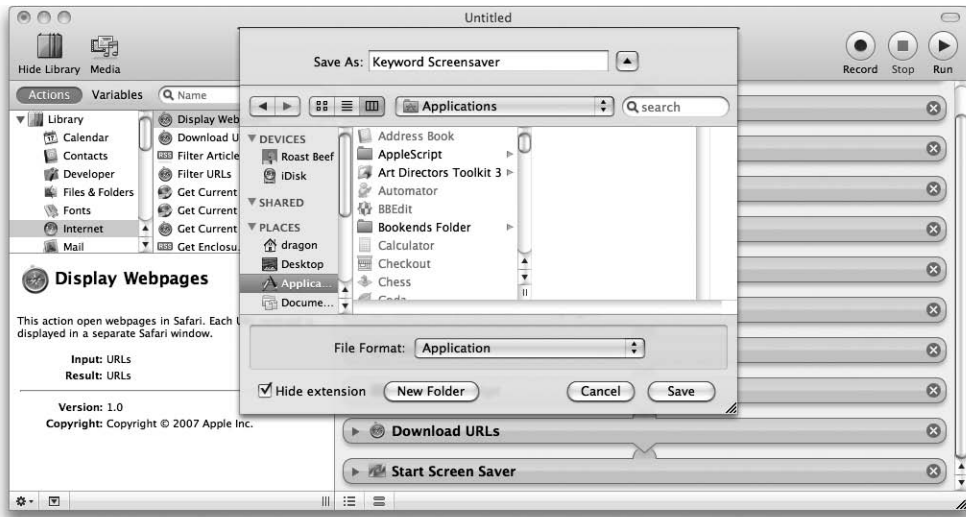 Untitled
Hide Library Media
Record Stop Run
Save As: Keyword Screensaver
Actions Variables Name
Applications search
Library
Calendar
Contacts
Developer
Files & Folders
Fonts
Internet
Mail
Display Web
Download U
RSS Filter Article
Filter URLs
Get Current
Get Current
Get Current
RSS Get Enclosu
DEVICES
Roast Beef
iDisk
SHARED
PLACES
dragon
Desktop
Applica...
Docume...
Address Book
AppleScript
Art Directors Toolkit 3
Automator
BBEdit
Bookends Folder
Calculator
Checkout
Chess
Coda
File Format: Application
Hide extension New Folder Cancel Save
Display Webpages
This action open webpages in Safari. Each
displayed in a separate Safari window.
Input: URLs
Result: URLs
Version: 1.0
Copyright: Copyright © 2007 Apple Inc.
Download URLs
Start Screen Saver